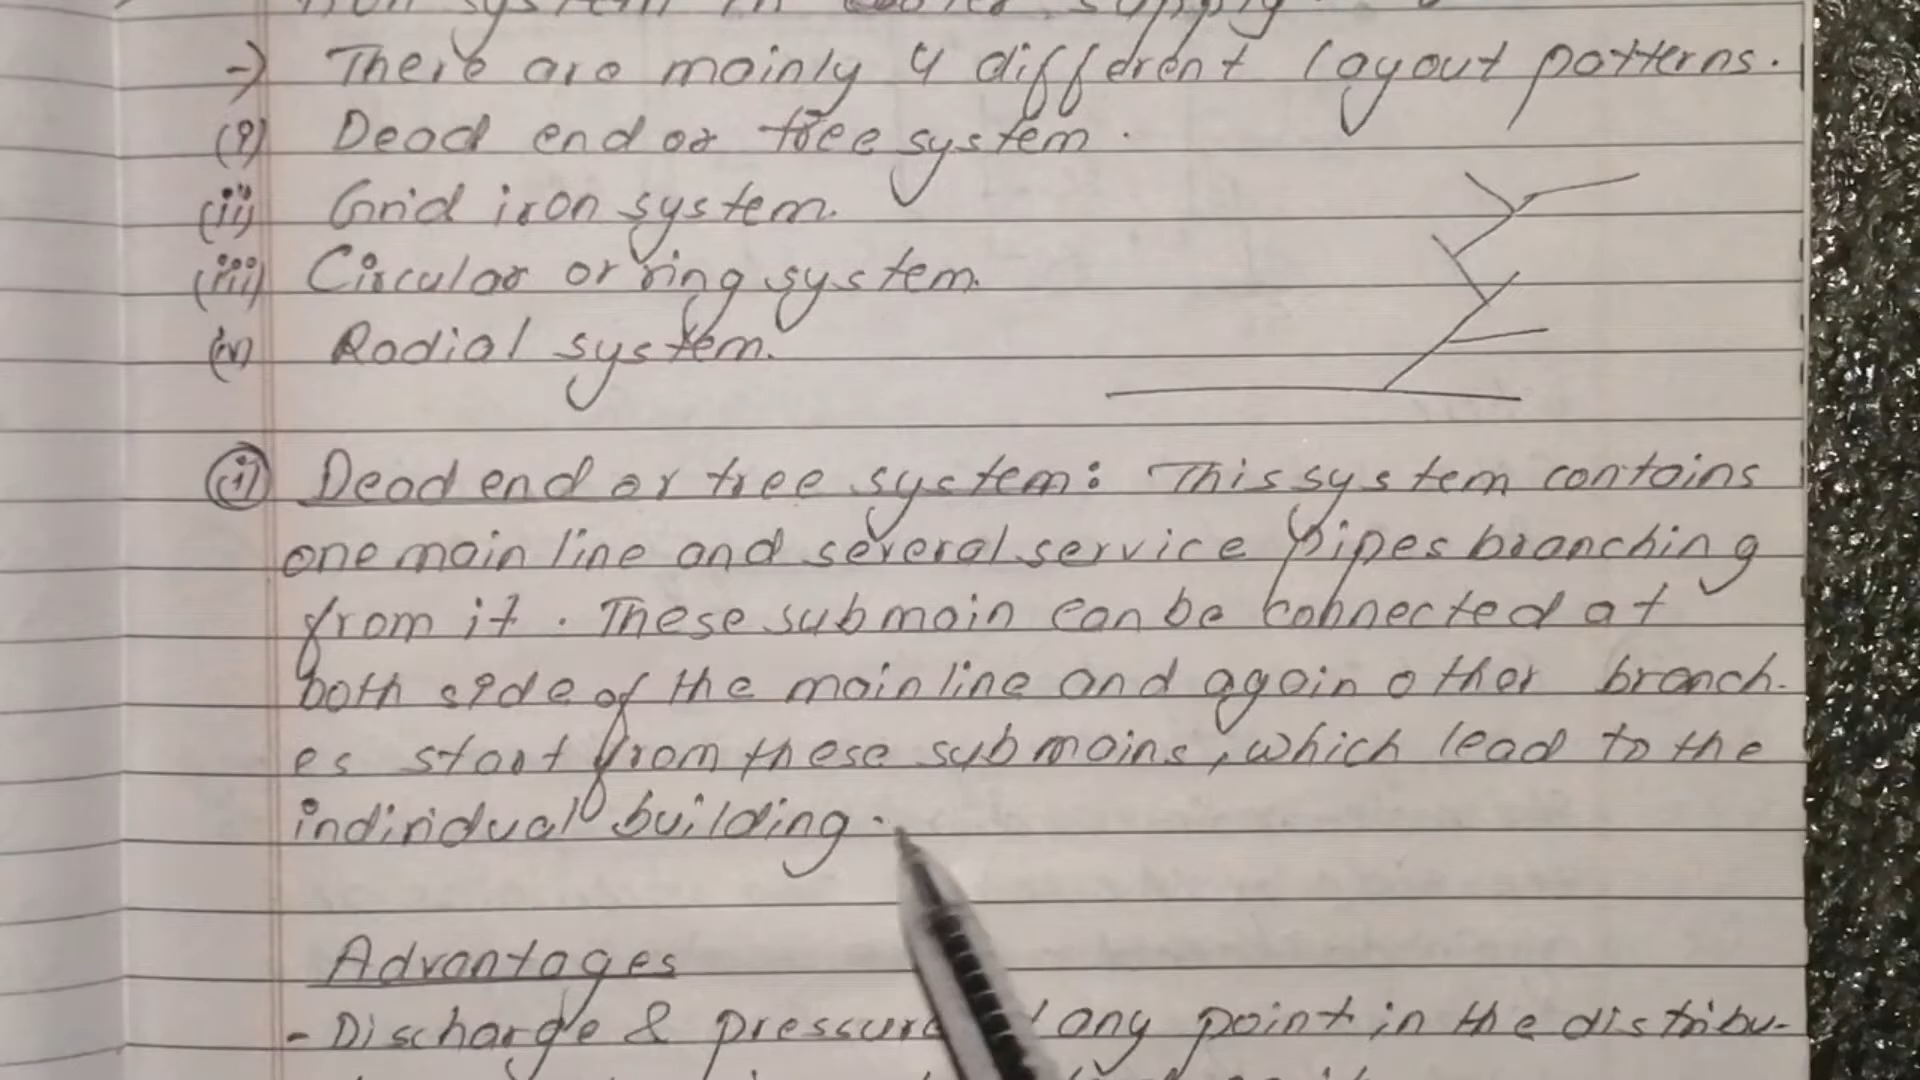 system in water supply.
-> There are mainly 4 different layout patterns.
(i) Dead end or tree system.
(ii) Grid iron system.
(iii) Circular or ring system.
(iv) Radial system.
(i) Dead end or tree system: This system contains
one main line and several service pipes branching
from it. These submain can be connected at
both side of the main line and again other branch-
es start from these submains, which lead to the
individual building.
Advantages
- Discharge & pressure any point in the distribu-